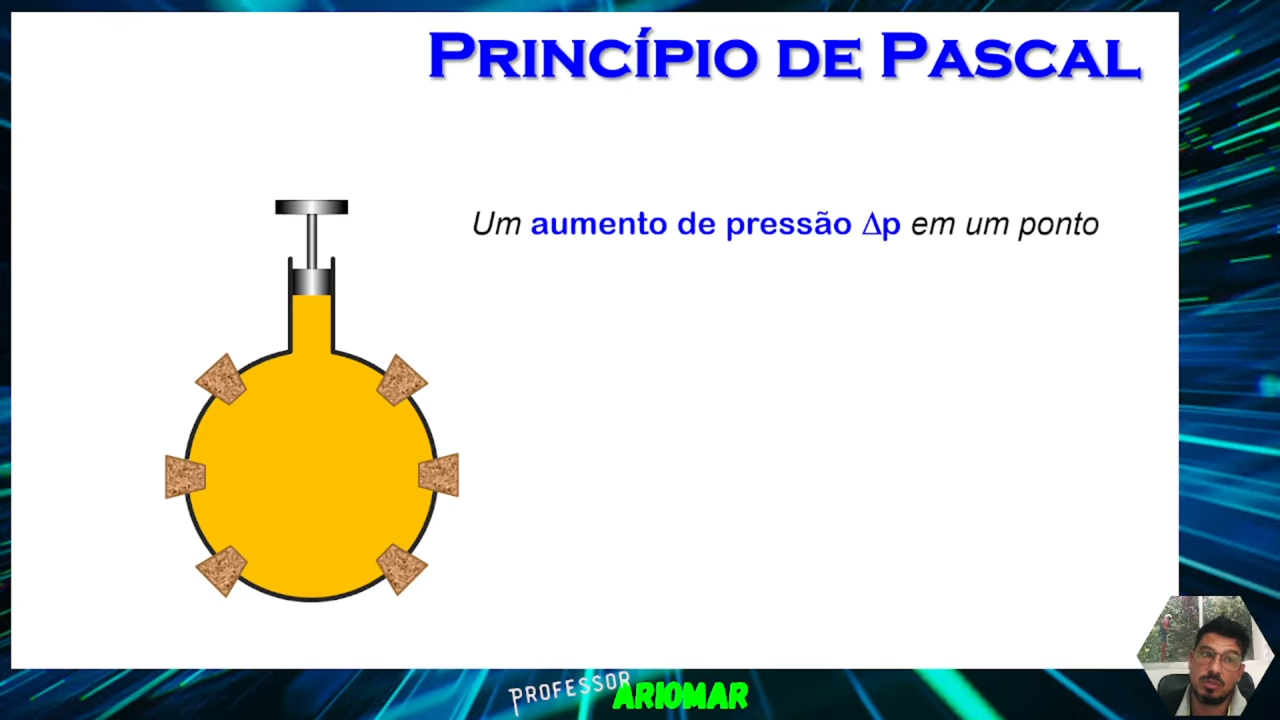 PRINCÍPIO DE PASCAL
Um aumento de pressão Δp em um ponto
PROFESSOR ARIOMAR